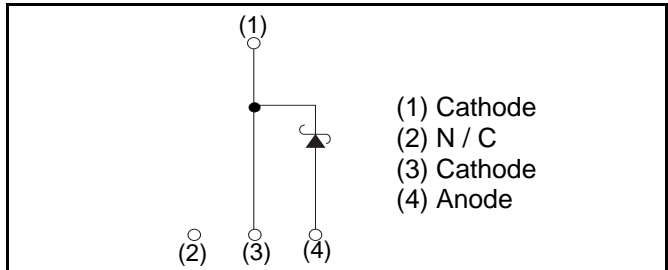 (1)
(1) Cathode
(2) N / C
(3) Cathode
(4) Anode
(2) (3) (4)